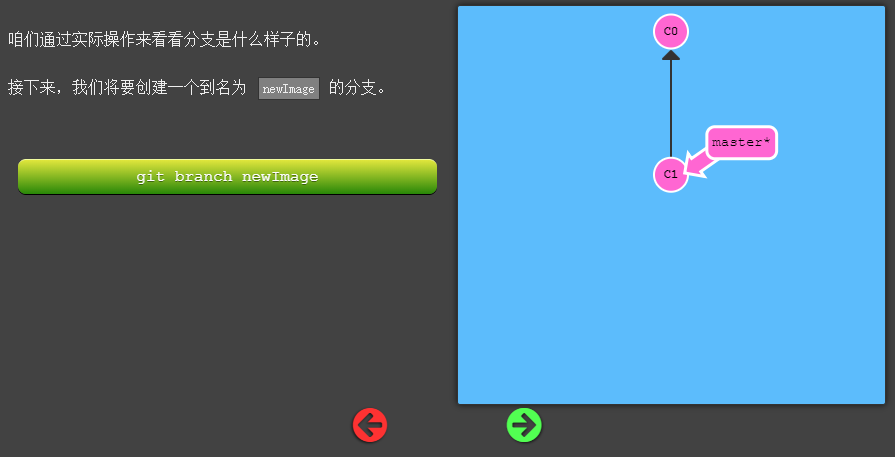 咱们通过实际操作来看看分支是什么样子的。
接下来，我们将要创建一个到名为 newImage 的分支。
git branch newImage
C0
master*
C1